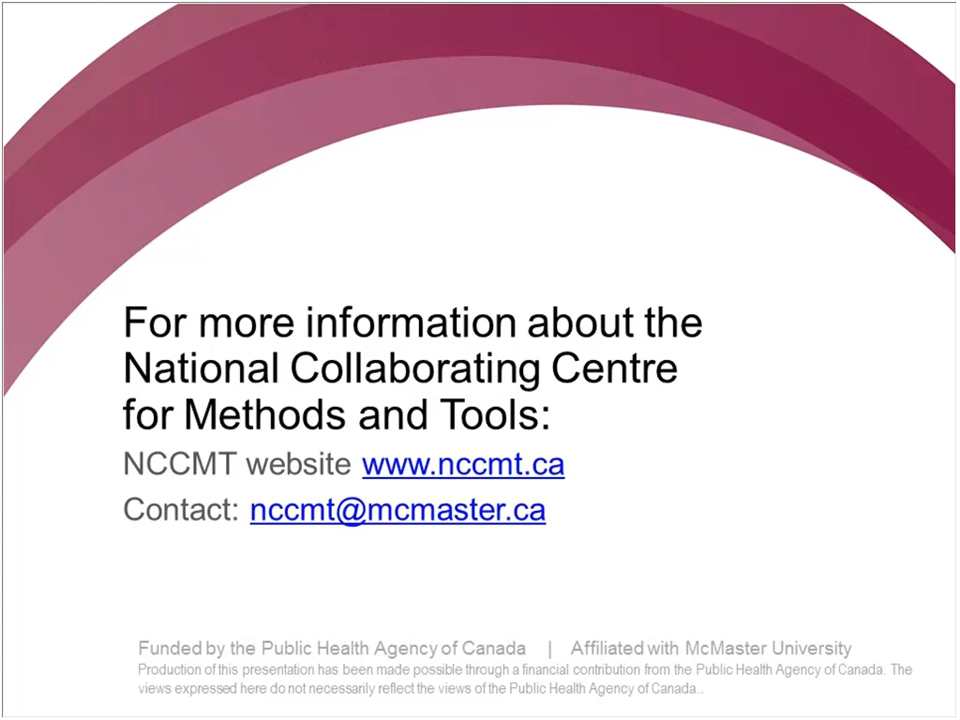 For more information about the
National Collaborating Centre
for Methods and Tools:
NCCMT website www.nccmt.ca
Contact: nccmt@mcmaster.ca
Funded by the Public Health Agency of Canada | Affiliated with McMaster University
Production of this presentation has been made possible through a financial contribution from the Public Health Agency of Canada. The
views expressed here do not necessarily reflect the views of the Public Health Agency of Canada..